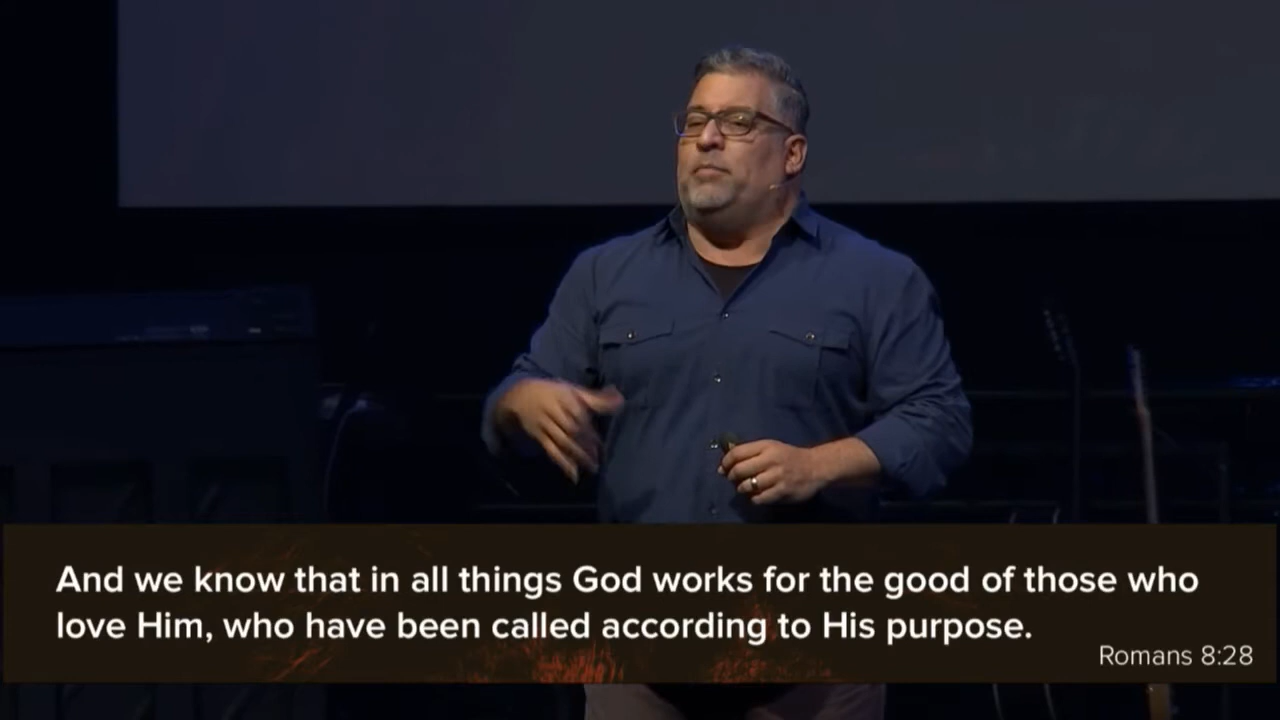 And we know that in all things God works for the good of those who
love Him, who have been called according to His purpose.
Romans 8:28